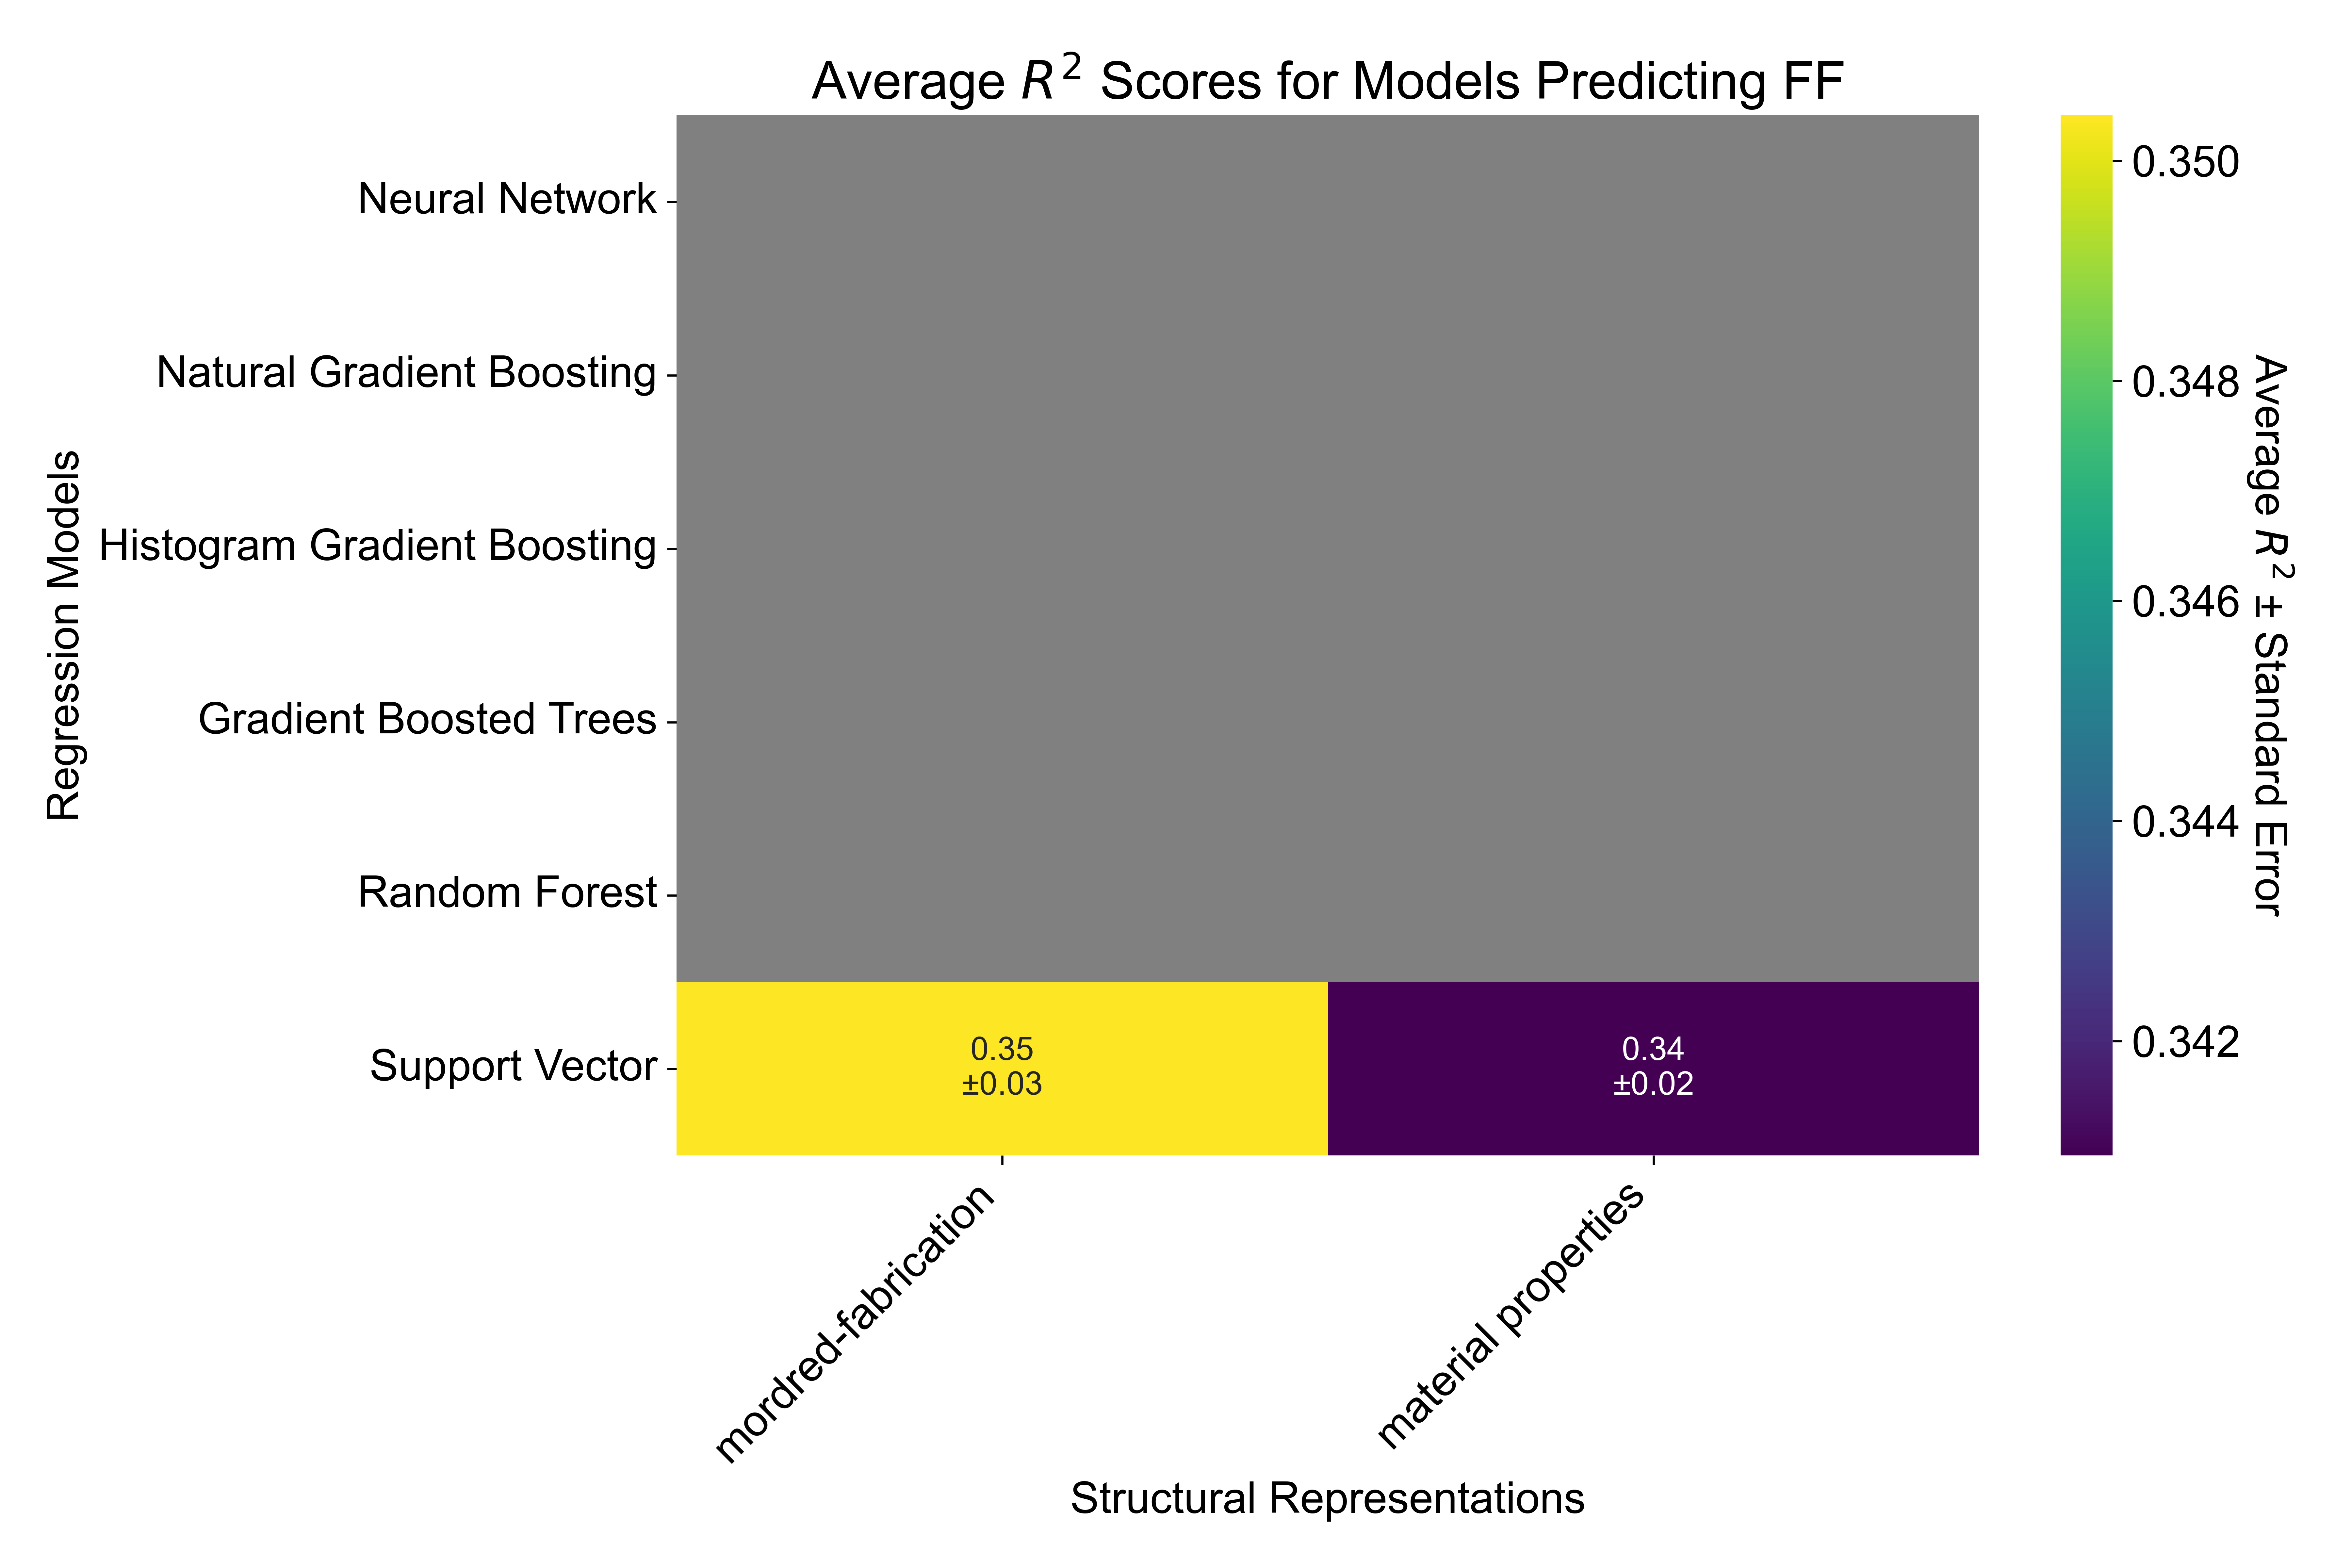 Average R² Scores for Models Predicting FF
Regression Models
Neural Network
Natural Gradient Boosting
Histogram Gradient Boosting
Gradient Boosted Trees
Random Forest
Support Vector
0.35
±0.03
0.34
±0.02
mordred-fabrication
material properties
Structural Representations
0.350
0.348
0.346
0.344
0.342
Average R² ± Standard Error